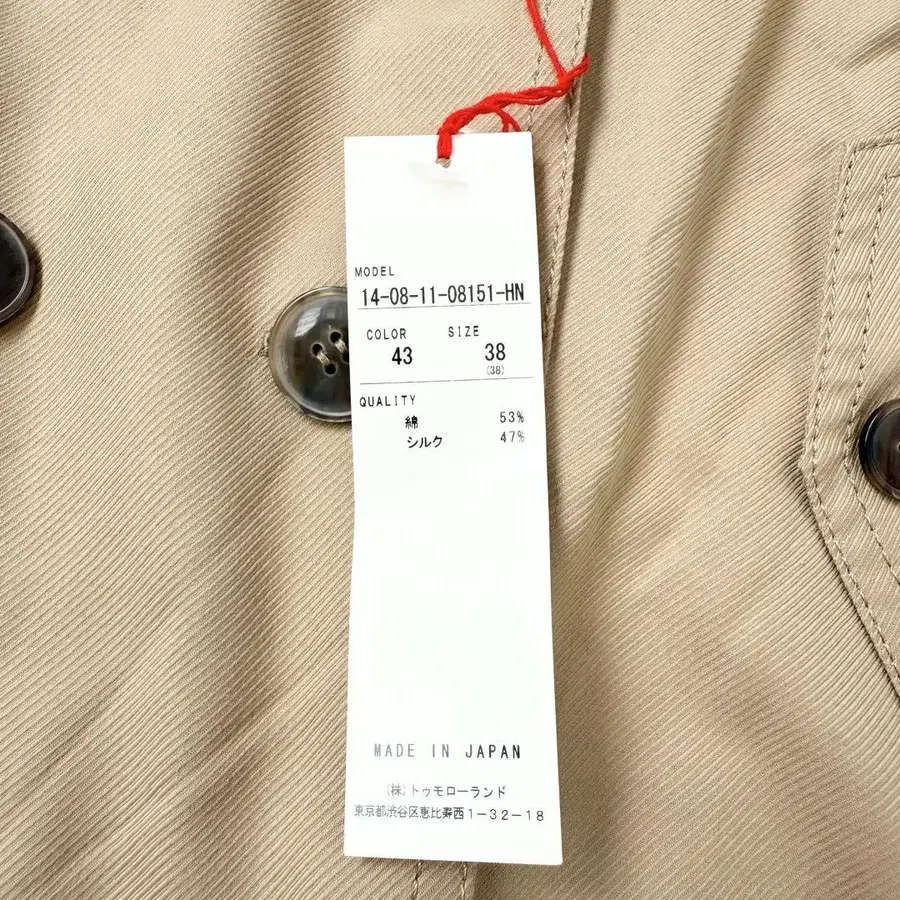 MODEL
14-08-11-08151-HN
COLOR SIZE
43 38
(38)
QUALITY
綿 53%
シルク 47%
MADE IN JAPAN
(株)トゥモローランド
東京都渋谷区恵比寿西1-32-18